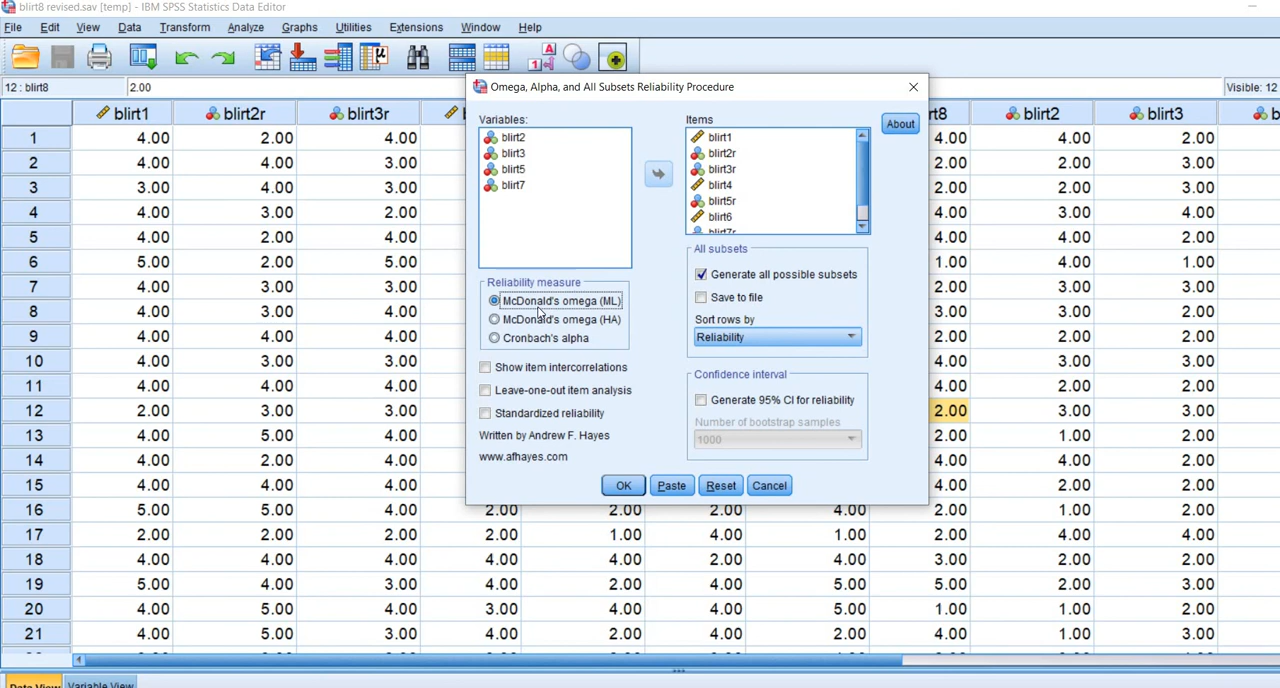 blirt8 revised.sav [temp] - IBM SPSS Statistics Data Editor
File Edit View Data Transform Analyze Graphs Utilities Extensions Window Help
12 : blirt8 2.00 Visible: 12
Omega, Alpha, and All Subsets Reliability Procedure
Variables:
blirt2
blirt3
blirt5
blirt7
Items
blirt1
blirt2r
blirt3r
blirt4
blirt5r
blirt6
blirt7r
About
Reliability measure
McDonald's omega (ML)
McDonald's omega (HA)
Cronbach's alpha
Show item intercorrelations
Leave-one-out item analysis
Standardized reliability
Written by Andrew F. Hayes
www.afhayes.com
All subsets
Generate all possible subsets
Save to file
Sort rows by
Reliability
Confidence interval
Generate 95% CI for reliability
Number of bootstrap samples
1000
OK Paste Reset Cancel
blirt1 blirt2r blirt3r rt8 blirt2 blirt3
1 4.00 2.00 4.00 4.00 4.00 2.00
2 4.00 4.00 3.00 2.00 2.00 3.00
3 3.00 4.00 3.00 2.00 2.00 3.00
4 4.00 3.00 2.00 2.00 3.00 4.00
5 4.00 2.00 4.00 4.00 4.00 2.00
6 5.00 2.00 5.00 1.00 4.00 1.00
7 4.00 3.00 3.00 2.00 3.00 3.00
8 4.00 3.00 4.00 3.00 3.00 2.00
9 4.00 3.00 4.00 2.00 3.00 2.00
10 4.00 3.00 3.00 4.00 3.00 3.00
11 4.00 2.00 4.00 2.00 4.00 2.00
12 2.00 3.00 3.00 2.00 3.00 3.00
13 4.00 5.00 4.00 2.00 1.00 2.00
14 4.00 2.00 4.00 4.00 4.00 2.00
15 4.00 4.00 4.00 4.00 2.00 2.00
16 5.00 5.00 4.00 2.00 2.00 2.00 4.00 2.00 1.00 2.00
17 2.00 2.00 2.00 2.00 1.00 4.00 1.00 2.00 4.00 4.00
18 4.00 4.00 4.00 4.00 4.00 2.00 4.00 3.00 2.00 2.00
19 5.00 4.00 3.00 2.00 4.00 5.00 5.00 5.00 2.00 3.00
20 4.00 5.00 4.00 3.00 4.00 4.00 5.00 1.00 1.00 2.00
21 4.00 5.00 3.00 4.00 2.00 4.00 2.00 4.00 1.00 3.00
Data View Variable View